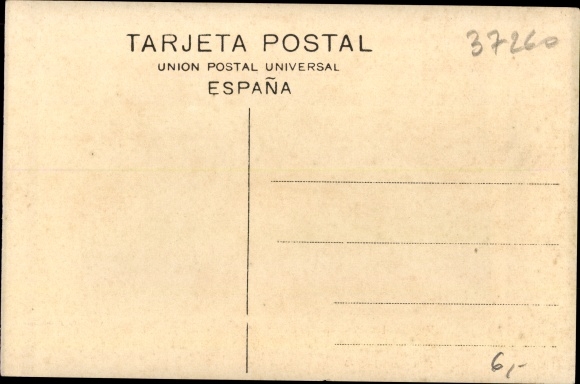 TARJETA POSTAL
37260
UNION POSTAL UNIVERSAL
ESPAÑA
6,-